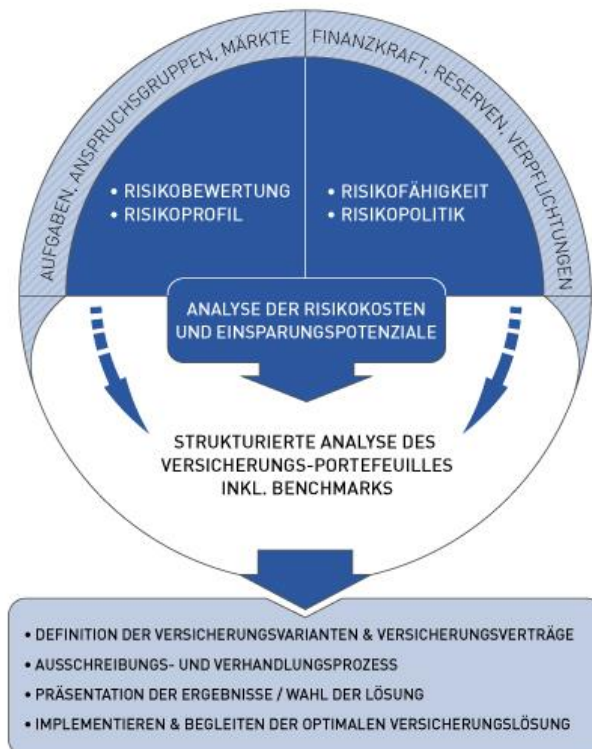 AUFGABEN, ANSPRUCHSGRUPPEN, MÄRKTE
FINANZKRAFT, RESERVEN, VERPFLICHTUNGEN
• RISIKOBEWERTUNG
• RISIKOPROFIL
• RISIKOFÄHIGKEIT
• RISIKOPOLITIK
ANALYSE DER RISIKOKOSTEN
UND EINSPARUNGSPOTENZIALE
STRUKTURIERTE ANALYSE DES
VERSICHERUNGS-PORTEFEUILLES
INKL. BENCHMARKS
• DEFINITION DER VERSICHERUNGSVARIANTEN & VERSICHERUNGSVERTRÄGE
• AUSSCHREIBUNGS- UND VERHANDLUNGSPROZESS
• PRÄSENTATION DER ERGEBNISSE / WAHL DER LÖSUNG
• IMPLEMENTIEREN & BEGLEITEN DER OPTIMALEN VERSICHERUNGSLÖSUNG